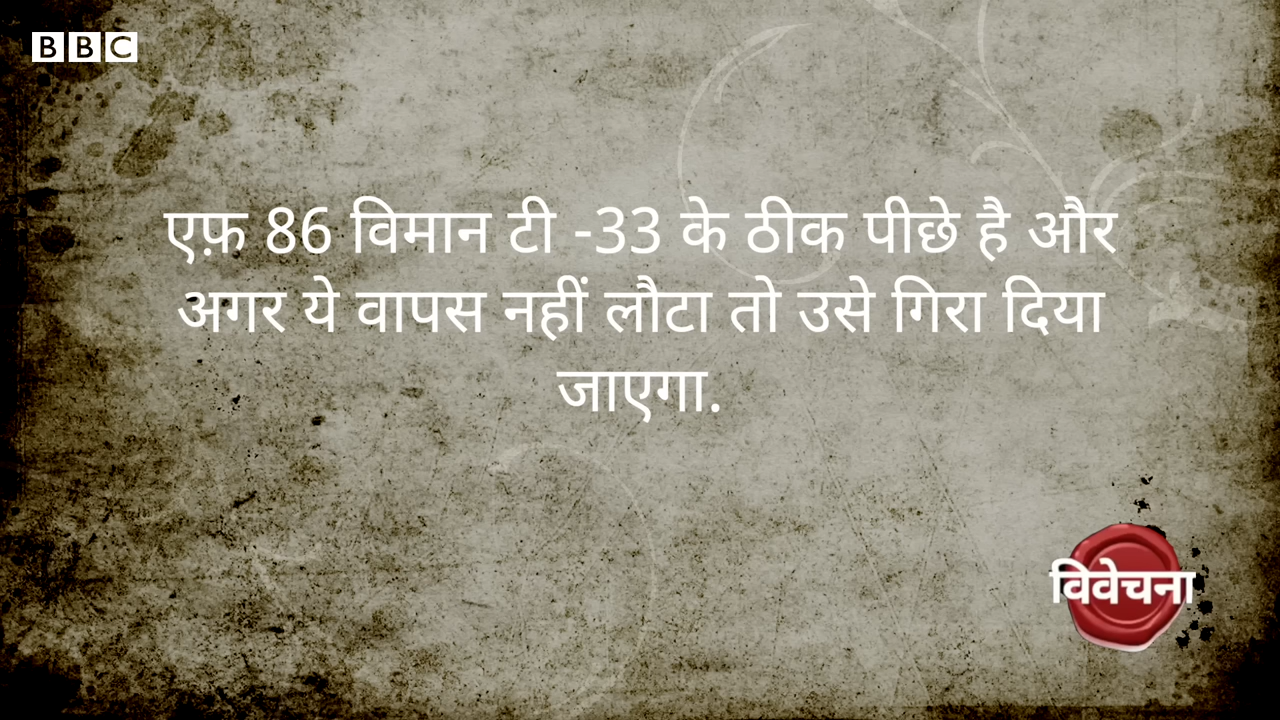 BBC
एफ़ 86 विमान टी -33 के ठीक पीछे है और
अगर ये वापस नहीं लौटा तो उसे गिरा दिया
जाएगा.
विवेचना